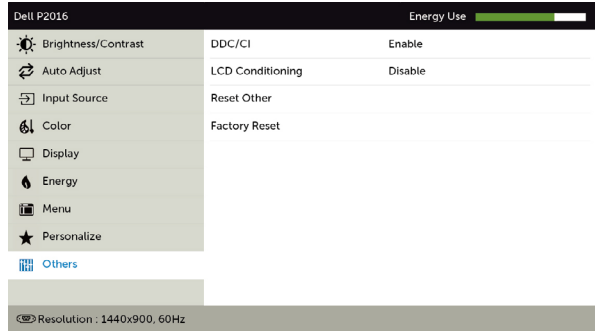 Dell P2016 Energy Use
Brightness/Contrast DDC/CI Enable
Auto Adjust LCD Conditioning Disable
Input Source Reset Other
Color Factory Reset
Display
Energy
Menu
Personalize
Others
Resolution : 1440x900, 60Hz